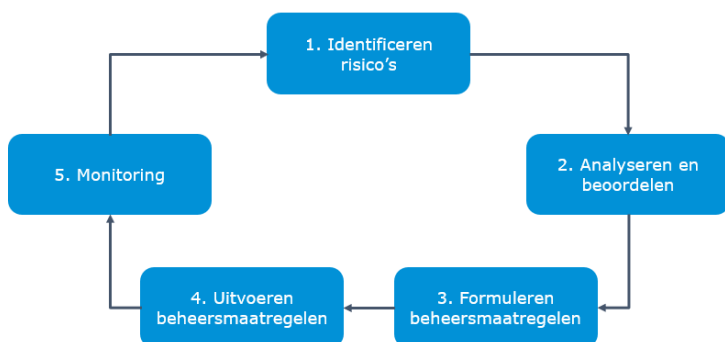 1. Identificeren
risico’s
2. Analyseren en
beoordelen
3. Formuleren
beheersmaatregelen
4. Uitvoeren
beheersmaatregelen
5. Monitoring